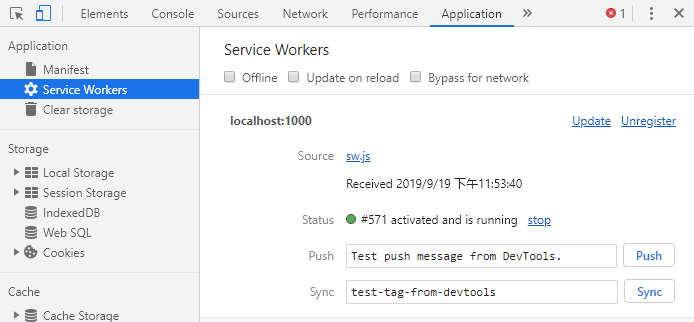 Elements Console Sources Network Performance Application » 1
Application
Manifest
Service Workers
Clear storage
Storage
Local Storage
Session Storage
IndexedDB
Web SQL
Cookies
Cache
Cache Storage
Service Workers
Offline Update on reload Bypass for network
localhost:1000 Update Unregister
Source sw.js
Received 2019/9/19 下午11:53:40
Status #571 activated and is running stop
Push Test push message from DevTools. Push
Sync test-tag-from-devtools Sync